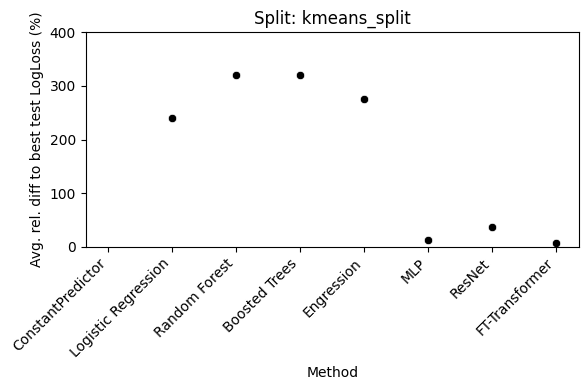 Split: kmeans_split
Avg. rel. diff to best test LogLoss (%)
400
300
200
100
0
ConstantPredictor
Logistic Regression
Random Forest
Boosted Trees
Engression
MLP
ResNet
FT-Transformer
Method